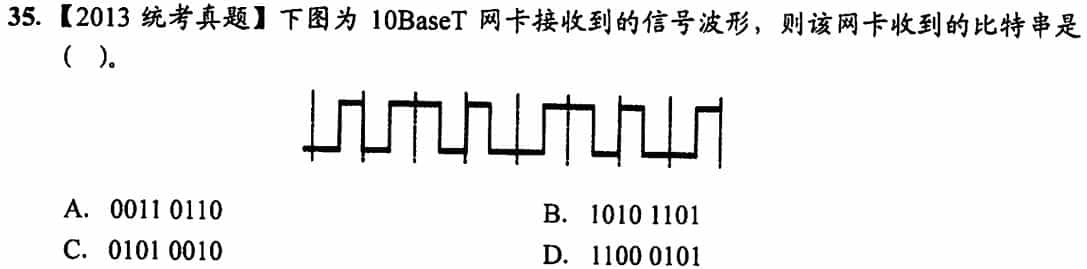 35. 【2013 统考真题】下图为 10BaseT 网卡接收到的信号波形，则该网卡收到的比特串是
（ ）。
A. 0011 0110
B. 1010 1101
C. 0101 0010
D. 1100 0101